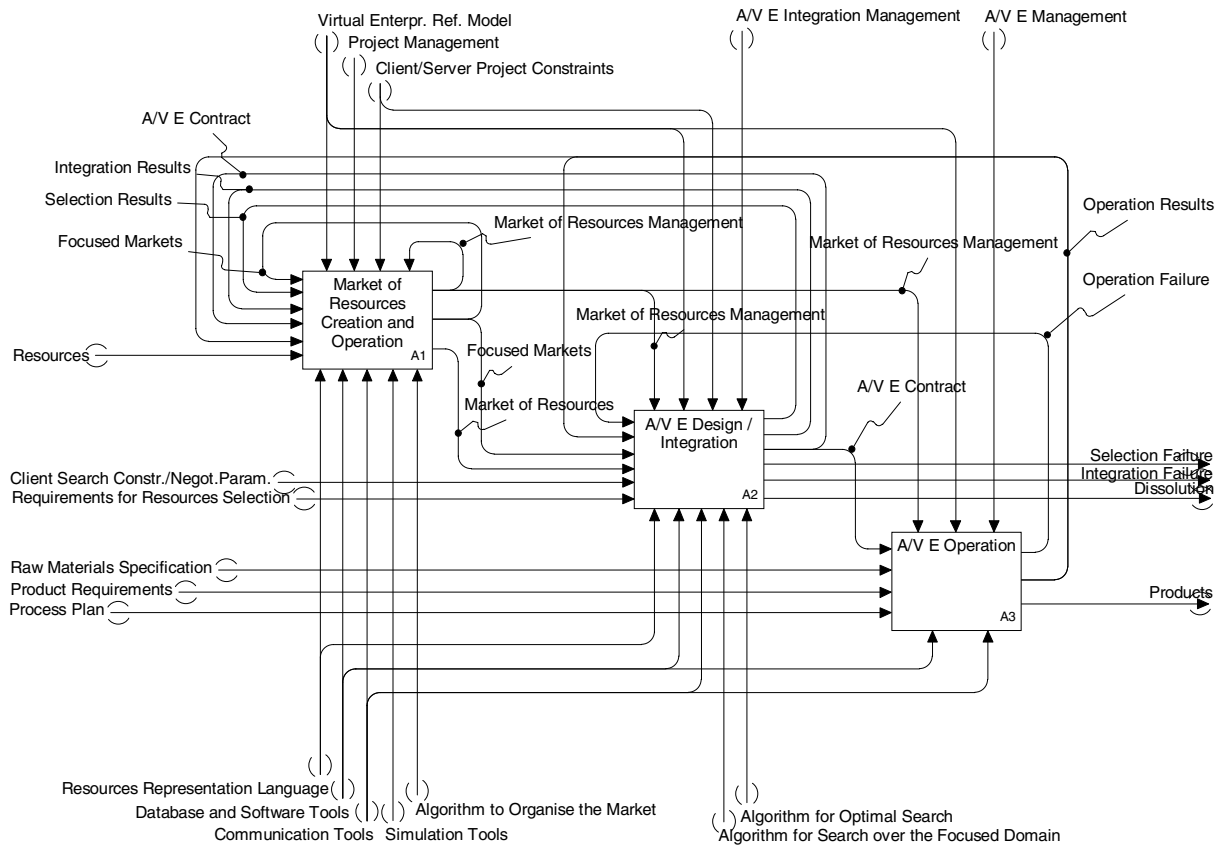 Virtual Enterpr. Ref. Model
A/V E Integration Management
A/V E Management
Project Management
Client/Server Project Constraints
A/V E Contract
Integration Results
Selection Results
Focused Markets
Market of Resources Management
Market of Resources Management
Operation Results
Operation Failure
Market of
Resources
Creation and
Operation
A1
Market of Resources Management
Resources
Focused Markets
Market of Resources
A/V E Contract
A/V E Design /
Integration
A2
Selection Failure
Integration Failure
Dissolution
Client Search Constr./Negot.Param.
Requirements for Resources Selection
A/V E Operation
A3
Raw Materials Specification
Product Requirements
Process Plan
Products
Resources Representation Language
Database and Software Tools
Communication Tools
Simulation Tools
Algorithm to Organise the Market
Algorithm for Optimal Search
Algorithm for Search over the Focused Domain